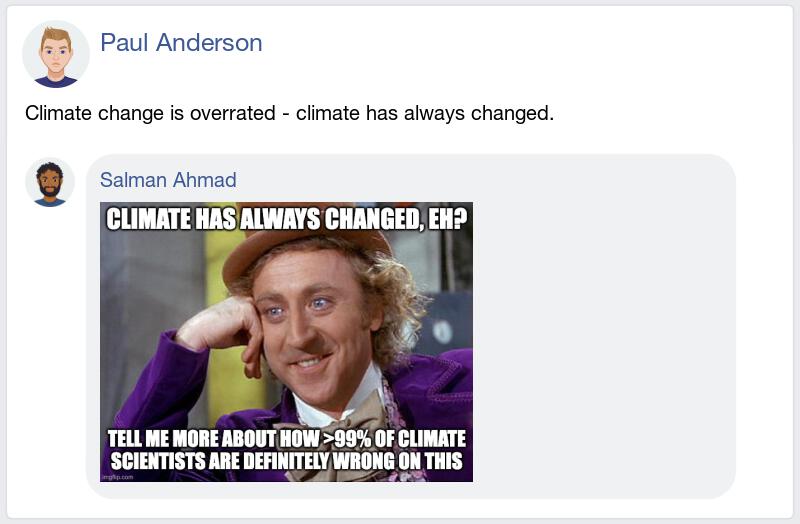 Paul Anderson
Climate change is overrated - climate has always changed.
Salman Ahmad
CLIMATE HAS ALWAYS CHANGED, EH?
TELL ME MORE ABOUT HOW >99% OF CLIMATE
SCIENTISTS ARE DEFINITELY WRONG ON THIS
imgflip.com